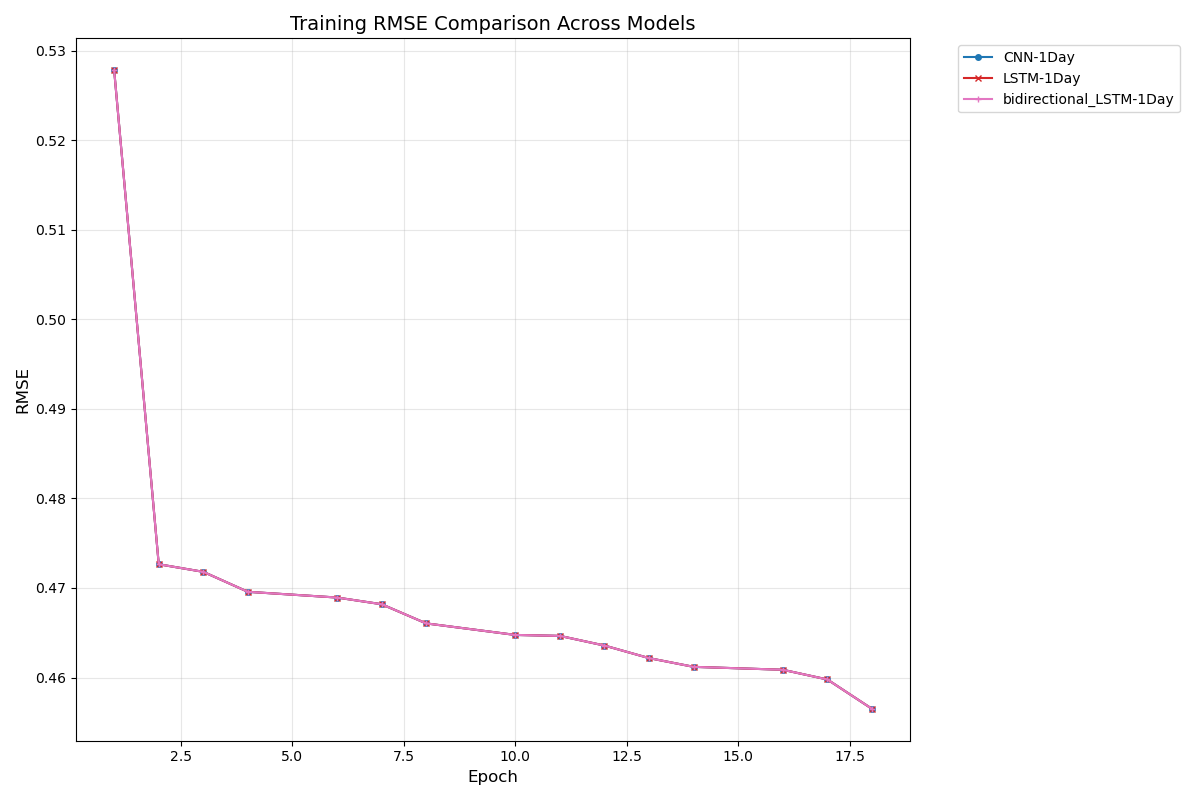 Training RMSE Comparison Across Models
CNN-1Day
LSTM-1Day
bidirectional_LSTM-1Day
RMSE
0.53
0.52
0.51
0.50
0.49
0.48
0.47
0.46
2.5 5.0 7.5 10.0 12.5 15.0 17.5
Epoch